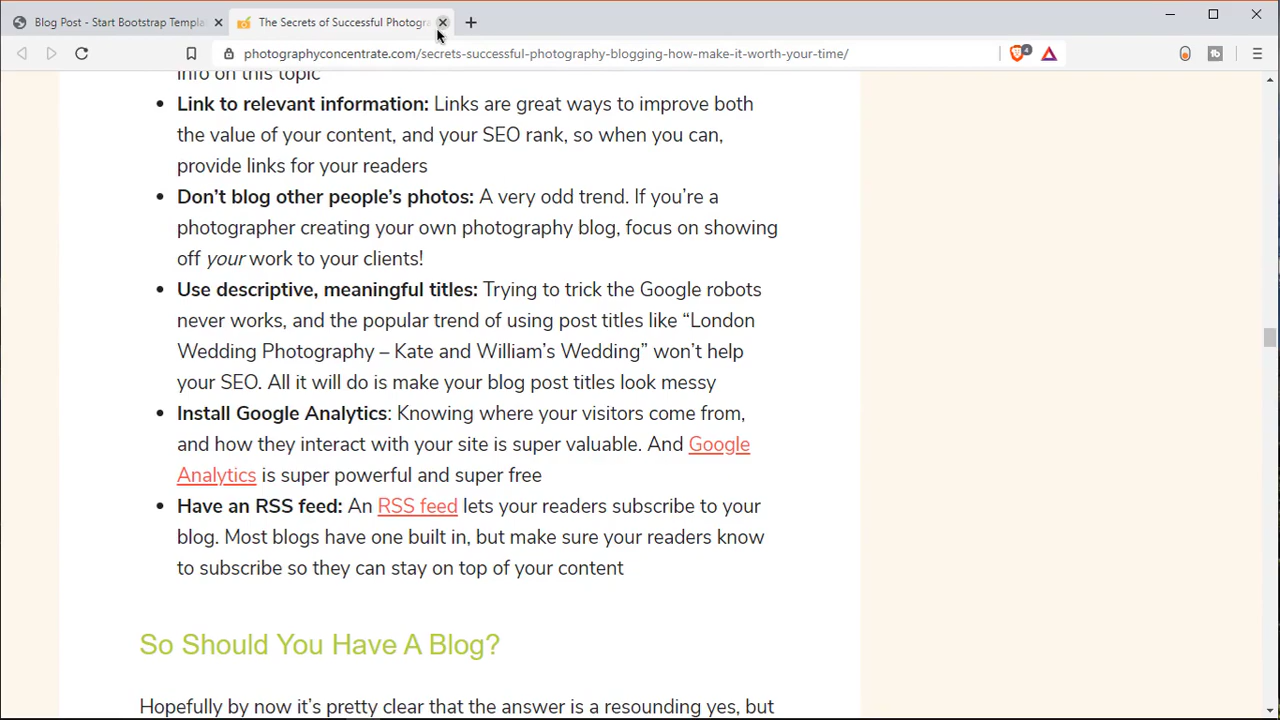 Blog Post - Start Bootstrap Templa
The Secrets of Successful Photogra
photographyconcentrate.com/secrets-successful-photography-blogging-how-make-it-worth-your-time/
4
tb
info on this topic
• Link to relevant information: Links are great ways to improve both
the value of your content, and your SEO rank, so when you can,
provide links for your readers
• Don’t blog other people’s photos: A very odd trend. If you’re a
photographer creating your own photography blog, focus on showing
off your work to your clients!
• Use descriptive, meaningful titles: Trying to trick the Google robots
never works, and the popular trend of using post titles like “London
Wedding Photography – Kate and William’s Wedding” won’t help
your SEO. All it will do is make your blog post titles look messy
• Install Google Analytics: Knowing where your visitors come from,
and how they interact with your site is super valuable. And Google
Analytics is super powerful and super free
• Have an RSS feed: An RSS feed lets your readers subscribe to your
blog. Most blogs have one built in, but make sure your readers know
to subscribe so they can stay on top of your content
So Should You Have A Blog?
Hopefully by now it’s pretty clear that the answer is a resounding yes, but